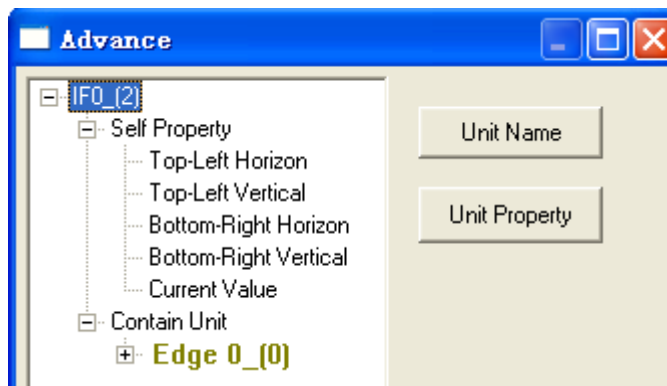 Advance
IF0_(2)
Self Property
Top-Left Horizon
Top-Left Vertical
Bottom-Right Horizon
Bottom-Right Vertical
Current Value
Contain Unit
Edge 0_(0)
Unit Name
Unit Property